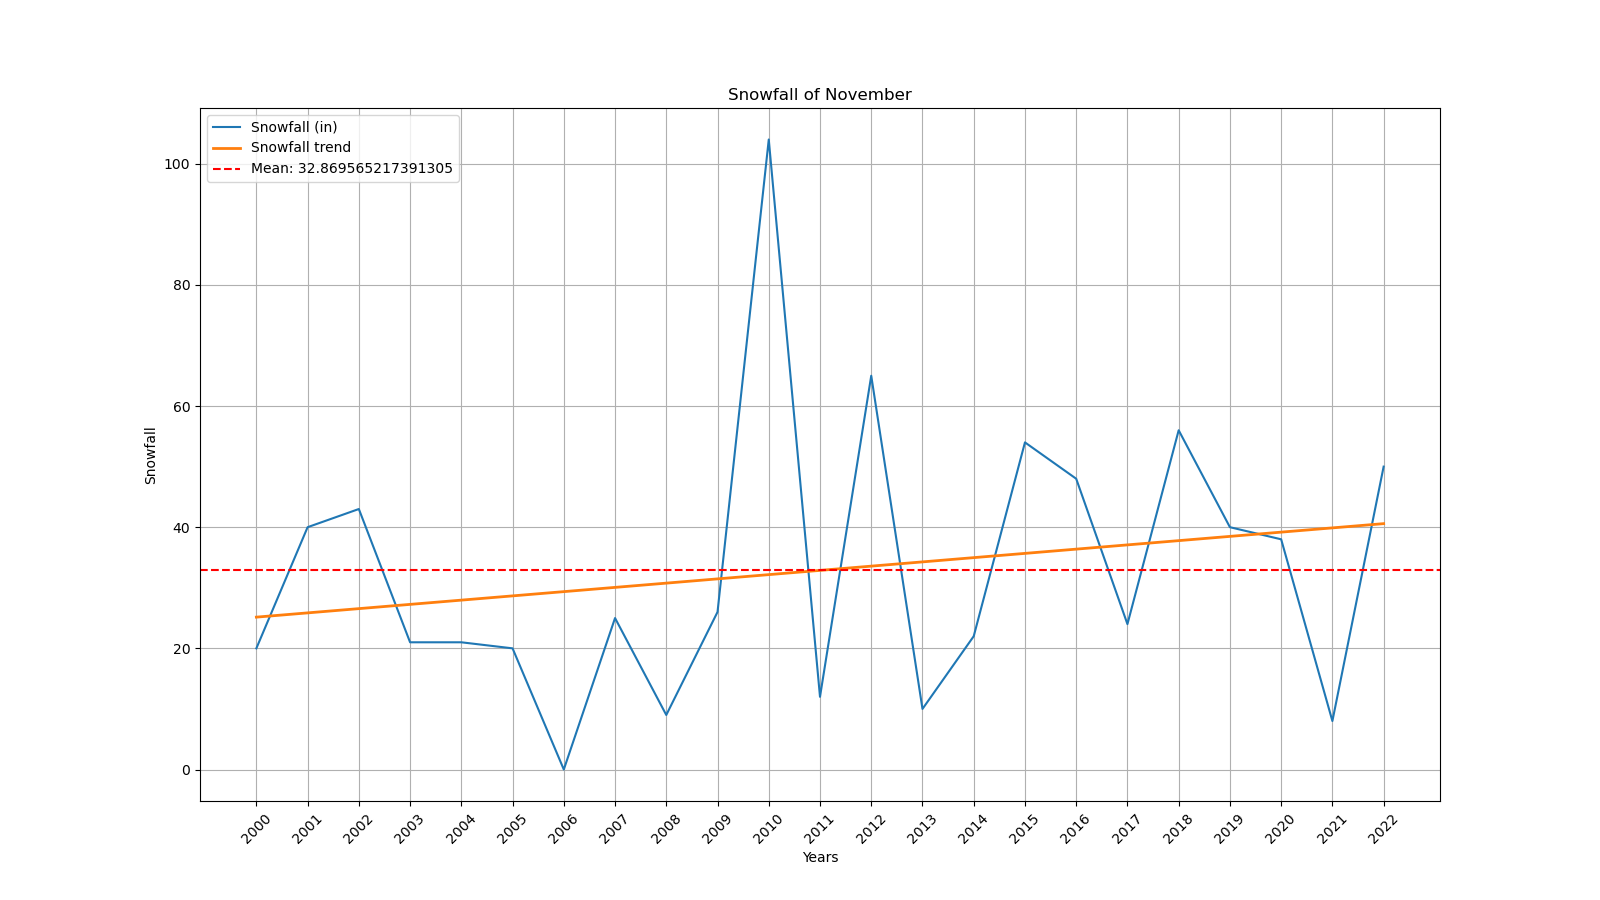 Snowfall of November
Snowfall (in)
Snowfall trend
Mean: 32.869565217391305
100
80
60
40
20
0
Snowfall
2000 2001 2002 2003 2004 2005 2006 2007 2008 2009 2010 2011 2012 2013 2014 2015 2016 2017 2018 2019 2020 2021 2022
Years